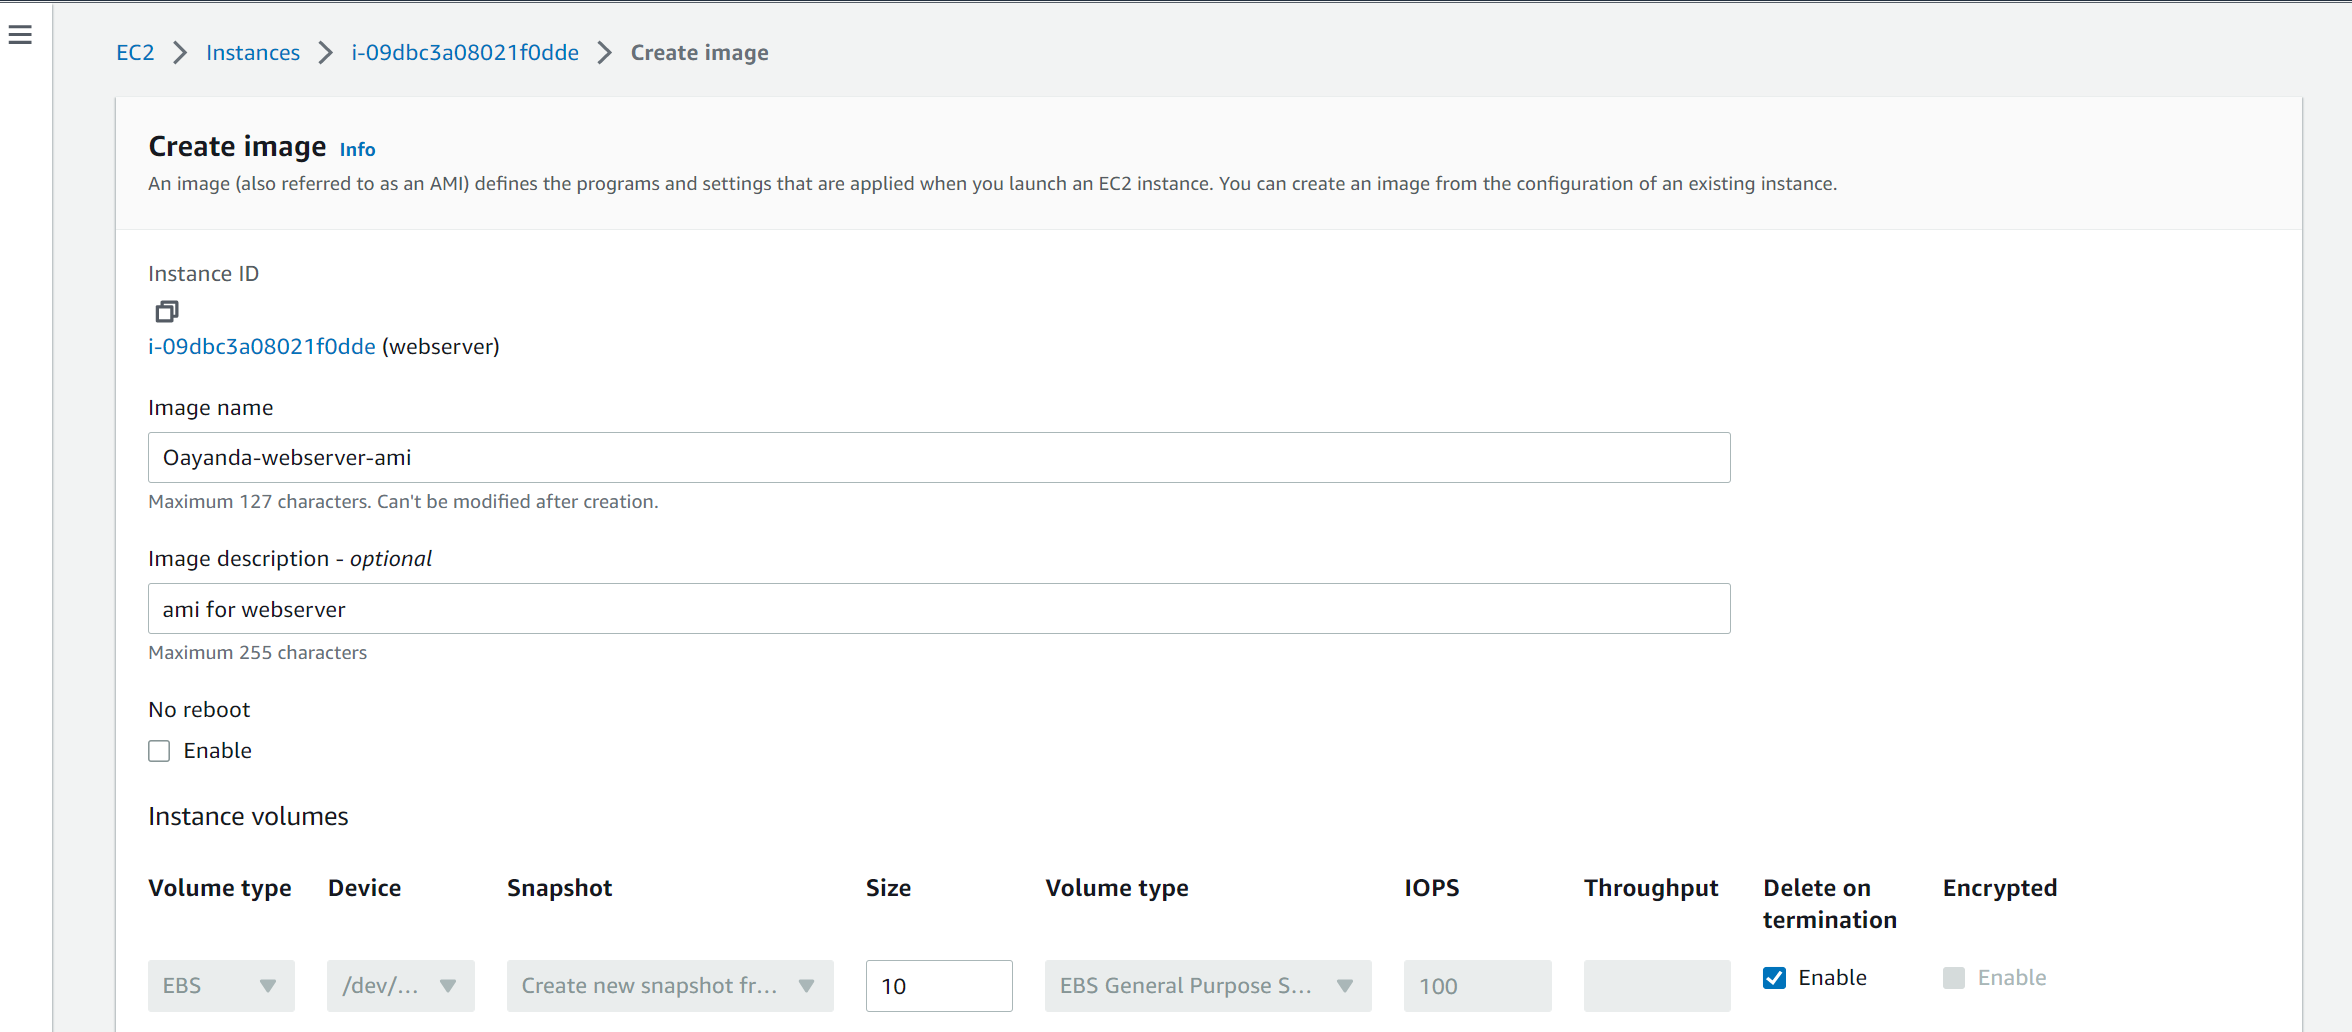 EC2 > Instances > i-09dbc3a08021f0dde > Create image
Create image Info
An image (also referred to as an AMI) defines the programs and settings that are applied when you launch an EC2 instance. You can create an image from the configuration of an existing instance.
Instance ID
i-09dbc3a08021f0dde (webserver)
Image name
Oayanda-webserver-ami
Maximum 127 characters. Can't be modified after creation.
Image description - optional
ami for webserver
Maximum 255 characters
No reboot
Enable
Instance volumes
Volume type Device Snapshot Size Volume type IOPS Throughput Delete on termination Encrypted
EBS /dev/... Create new snapshot fr... 10 EBS General Purpose S... 100 Enable Enable